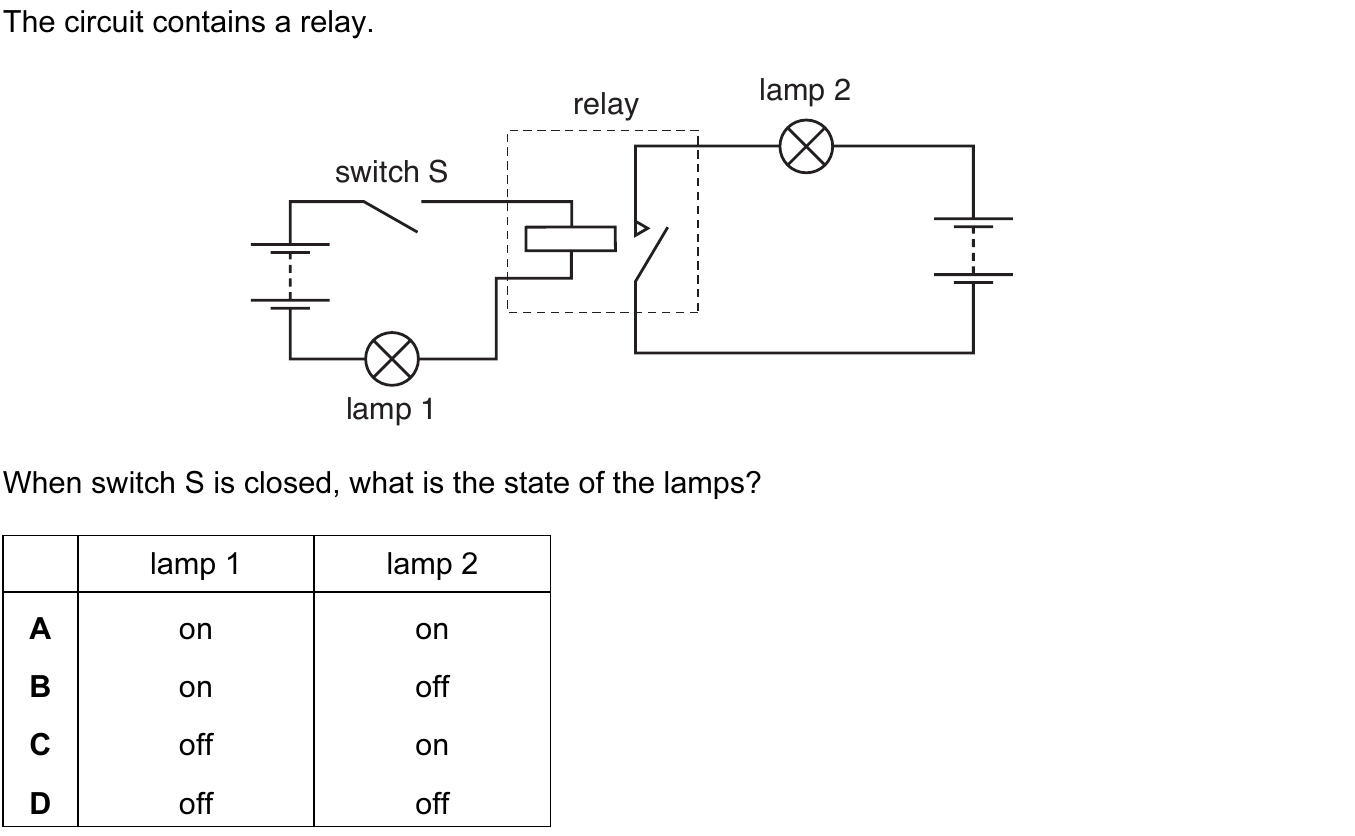 The circuit contains a relay.
lamp 2
relay
switch S
lamp 1
When switch S is closed, what is the state of the lamps?
lamp 1 lamp 2
A on on
B on off
C off on
D off off